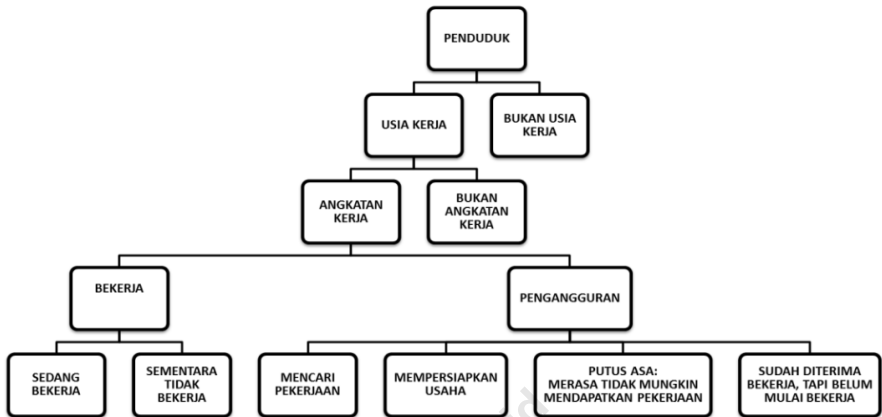 PENDUDUK
USIA KERJA
BUKAN USIA
KERJA
ANGKATAN
KERJA
BUKAN
ANGKATAN
KERJA
BEKERJA
PENGANGGURAN
SEDANG
BEKERJA
SEMENTARA
TIDAK
BEKERJA
MENCARI
PEKERJAAN
MEMPERSIAPKAN
USAHA
PUTUS ASA:
MERASA TIDAK MUNGKIN
MENDAPATKAN PEKERJAAN
SUDAH DITERIMA
BEKERJA, TAPI BELUM
MULAI BEKERJA